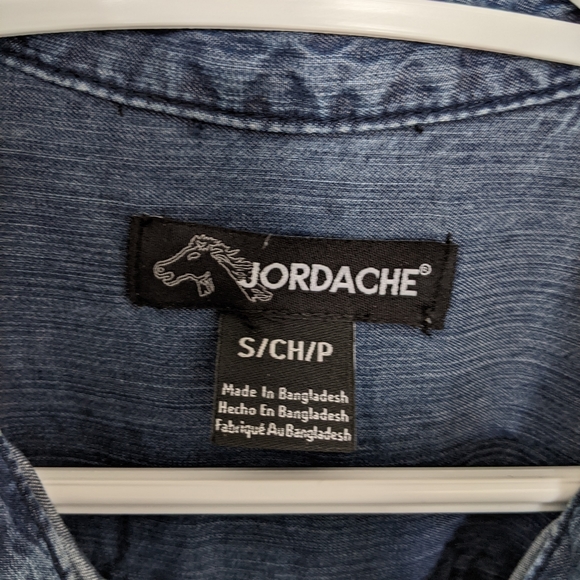 JORDACHE®
S/CH/P
Made In Bangladesh
Hecho En Bangladesh
Fabriqué Au Bangladesh